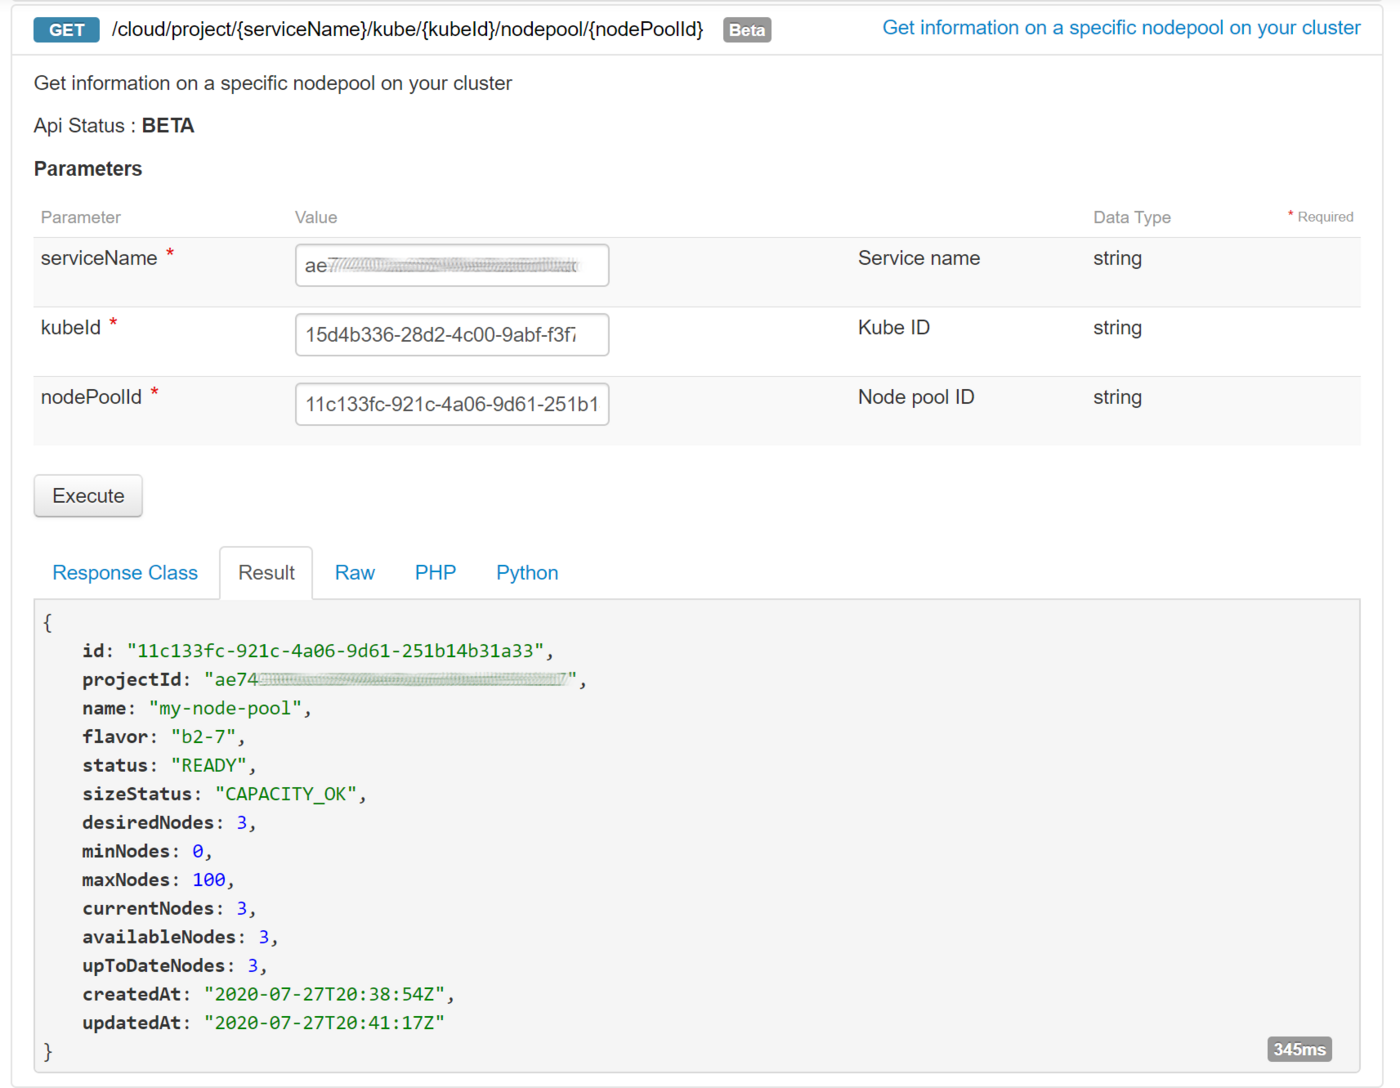 GET /cloud/project/{serviceName}/kube/{kubeId}/nodepool/{nodePoolId} Beta Get information on a specific nodepool on your cluster
Get information on a specific nodepool on your cluster
Api Status : BETA
Parameters
Parameter Value Data Type * Required
serviceName * ae Service name string
kubeId * 15d4b336-28d2-4c00-9abf-f3f7 Kube ID string
nodePoolId * 11c133fc-921c-4a06-9d61-251b1 Node pool ID string
Execute
Response Class Result Raw PHP Python
{
id: "11c133fc-921c-4a06-9d61-251b14b31a33",
projectId: "ae74",
name: "my-node-pool",
flavor: "b2-7",
status: "READY",
sizeStatus: "CAPACITY_OK",
desiredNodes: 3,
minNodes: 0,
maxNodes: 100,
currentNodes: 3,
availableNodes: 3,
upToDateNodes: 3,
createdAt: "2020-07-27T20:38:54Z",
updatedAt: "2020-07-27T20:41:17Z"
}
345ms